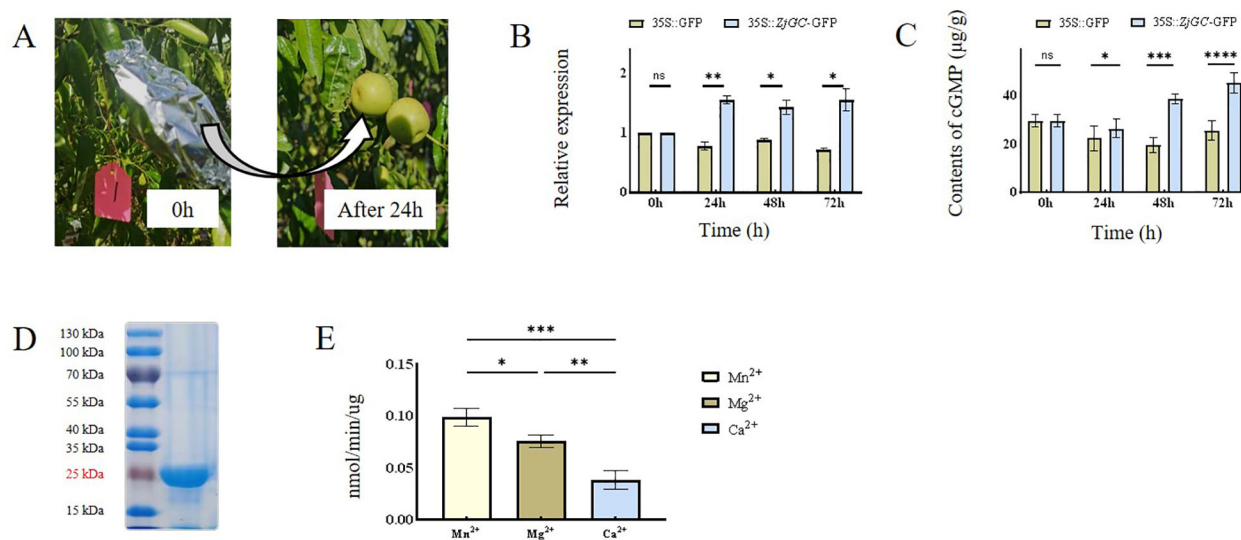 A
1
0h
After 24h
B
35S::GFP 35S::ZjGC-GFP
Relative expression
2
1
0
ns ** * *
0h 24h 48h 72h
Time (h)
C
35S::GFP 35S::ZjGC-GFP
Contents of cGMP (μg/g)
40
20
0
ns * *** ****
0h 24h 48h 72h
Time (h)
D
130 kDa
100 kDa
70 kDa
55 kDa
40 kDa
35 kDa
25 kDa
15 kDa
E
nmol/min/ug
0.15
0.10
0.05
0.00
***
* **
Mn²⁺ Mg²⁺ Ca²⁺
Mn²⁺
Mg²⁺
Ca²⁺